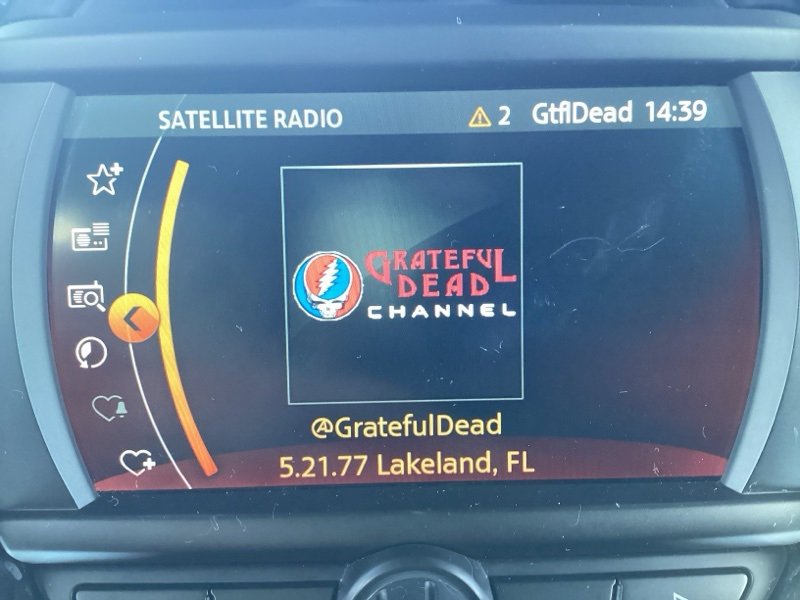 SATELLITE RADIO 2 GtflDead 14:39
GRATEFUL
DEAD
CHANNEL
@GratefulDead
5.21.77 Lakeland, FL